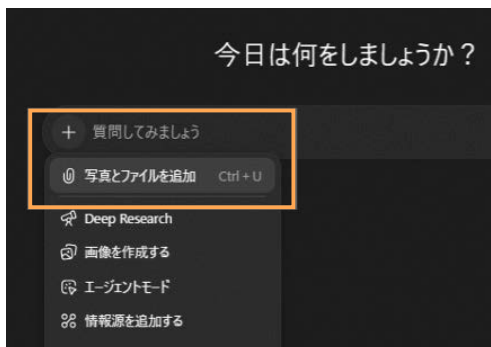 今日は何をしましょうか？
+ 質問してみましょう
写真とファイルを追加 Ctrl + U
Deep Research
画像を作成する
エージェントモード
情報源を追加する